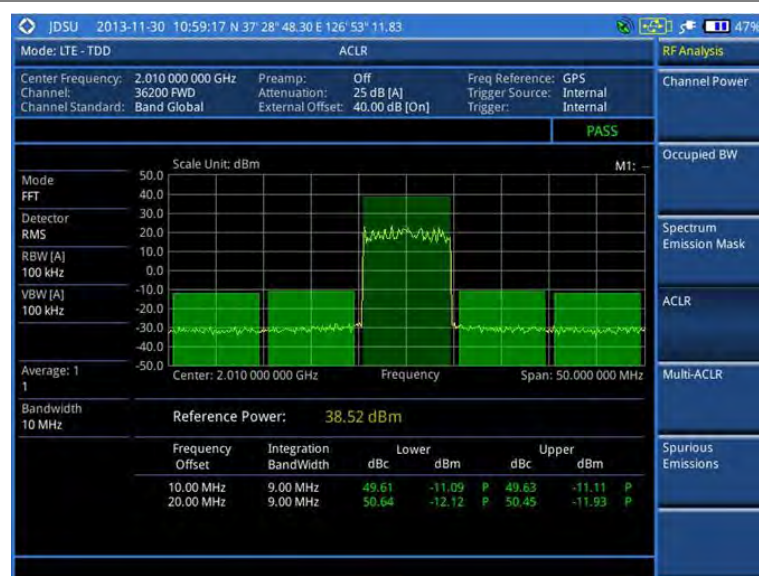 JDSU 2013-11-30 10:59:17 N 37° 28" 48.30 E 126° 53" 11.83 47%
Mode: LTE - TDD ACLR RF Analysis
Center Frequency: 2.010 000 000 GHz Preamp: Off Freq Reference: GPS
Channel: 36200 FWD Attenuation: 25 dB [A] Trigger Source: Internal
Channel Standard: Band Global External Offset: 40.00 dB [On] Trigger: Internal
Channel Power
PASS
Occupied BW
Scale Unit: dBm M1: --
Mode
FFT
Detector
RMS
RBW [A]
100 kHz
VBW [A]
100 kHz
Average: 1
1
Bandwidth
10 MHz
50.0
40.0
30.0
20.0
10.0
0.0
-10.0
-20.0
-30.0
-40.0
-50.0
Center: 2.010 000 000 GHz Frequency Span: 50.000 000 MHz
Spectrum
Emission Mask
ACLR
Multi-ACLR
Spurious
Emissions
Reference Power: 38.52 dBm
Frequency Integration Lower Upper
Offset BandWidth dBc dBm dBc dBm
10.00 MHz 9.00 MHz 49.61 -11.09 P 49.63 -11.11 P
20.00 MHz 9.00 MHz 50.64 -12.12 P 50.45 -11.93 P